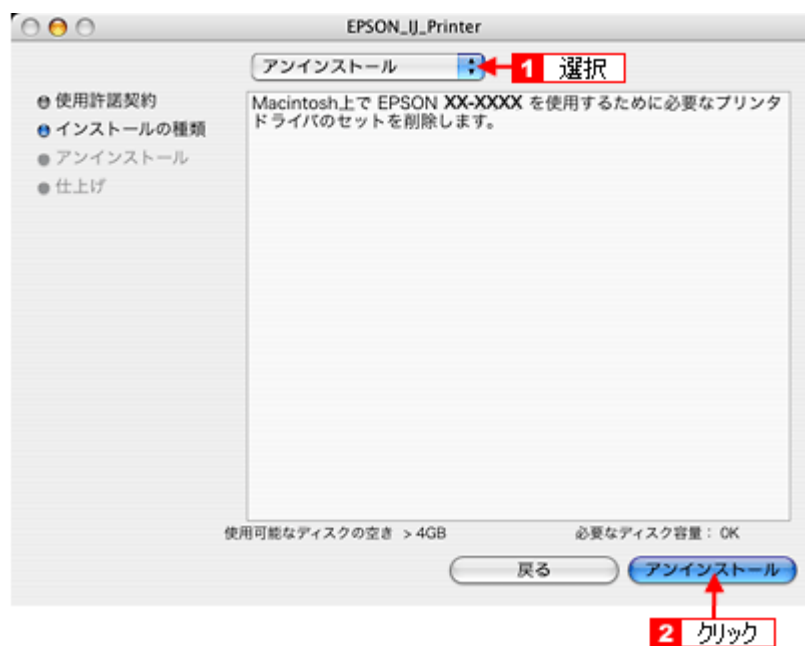 EPSON_IJ_Printer
アンインストール
1 選択
使用許諾契約
インストールの種類
アンインストール
仕上げ
Macintosh上で EPSON XX-XXXX を使用するために必要なプリンタ
ドライバのセットを削除します。
使用可能なディスクの空き > 4GB
必要なディスク容量： 0K
戻る
アンインストール
2 クリック